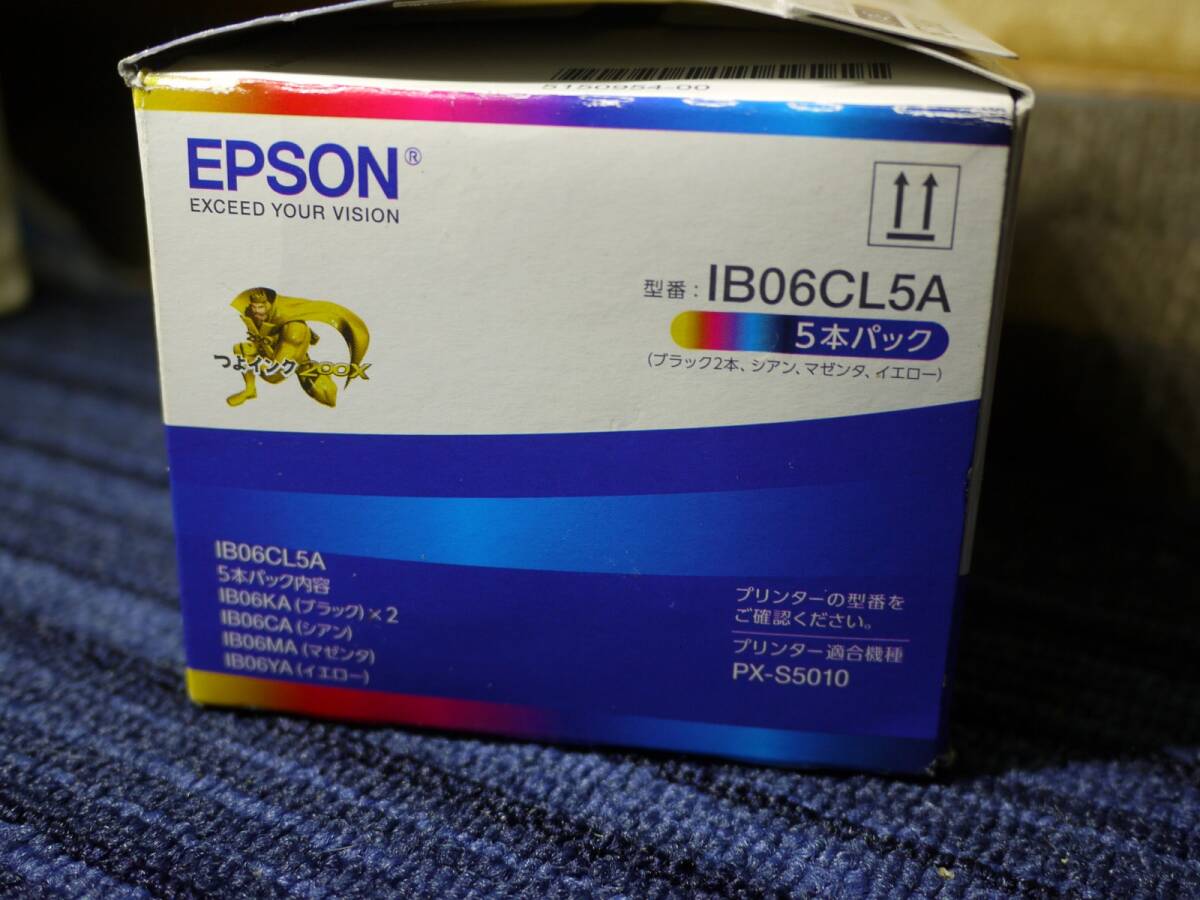 5150954-00
EPSON®
EXCEED YOUR VISION
型番：IB06CL5A
5本パック
(ブラック2本、シアン、マゼンタ、イエロー)
つよインク200X
IB06CL5A
5本パック内容
IB06KA (ブラック) × 2
IB06CA (シアン)
IB06MA (マゼンタ)
IB06YA (イエロー)
プリンターの型番を
ご確認ください。
プリンター適合機種
PX-S5010